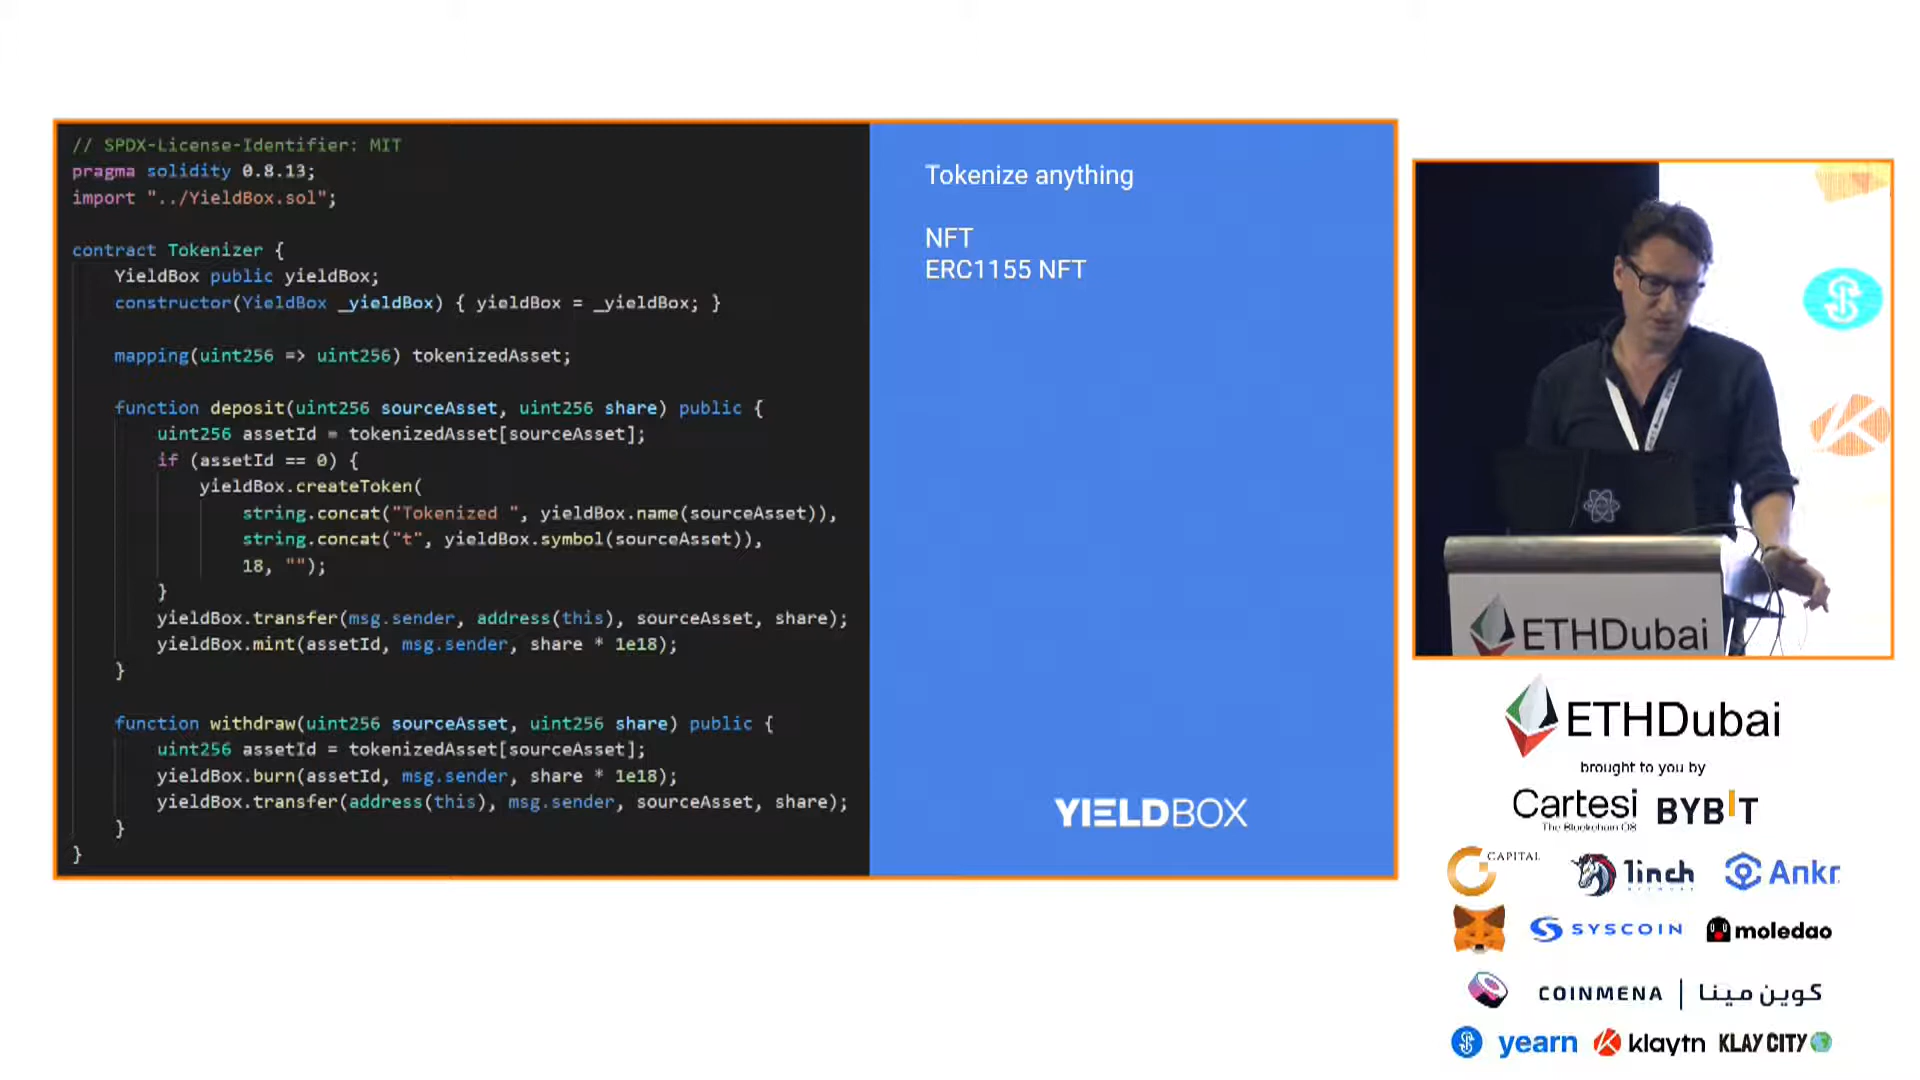 // SPDX-License-Identifier: MIT
pragma solidity 0.8.13;
import "../YieldBox.sol";
contract Tokenizer {
YieldBox public yieldBox;
constructor(YieldBox _yieldBox) { yieldBox = _yieldBox; }
mapping(uint256 => uint256) tokenizedAsset;
function deposit(uint256 sourceAsset, uint256 share) public {
uint256 assetId = tokenizedAsset[sourceAsset];
if (assetId == 0) {
yieldBox.createToken(
string.concat("Tokenized ", yieldBox.name(sourceAsset)),
string.concat("t", yieldBox.symbol(sourceAsset)),
18, "");
}
yieldBox.transfer(msg.sender, address(this), sourceAsset, share);
yieldBox.mint(assetId, msg.sender, share * 1e18);
}
function withdraw(uint256 sourceAsset, uint256 share) public {
uint256 assetId = tokenizedAsset[sourceAsset];
yieldBox.burn(assetId, msg.sender, share * 1e18);
yieldBox.transfer(address(this), msg.sender, sourceAsset, share);
}
}
Tokenize anything
NFT
ERC1155 NFT
YIELDBOX
ETHDubai
ETHDubai
brought to you by
Cartesi BYBIT
The Blockchain OS
CAPITAL 1inch Ankr
NETWORK
SYSCOIN moledao
COINMENA | كوين مينا
yearn klaytn KLAY CITY